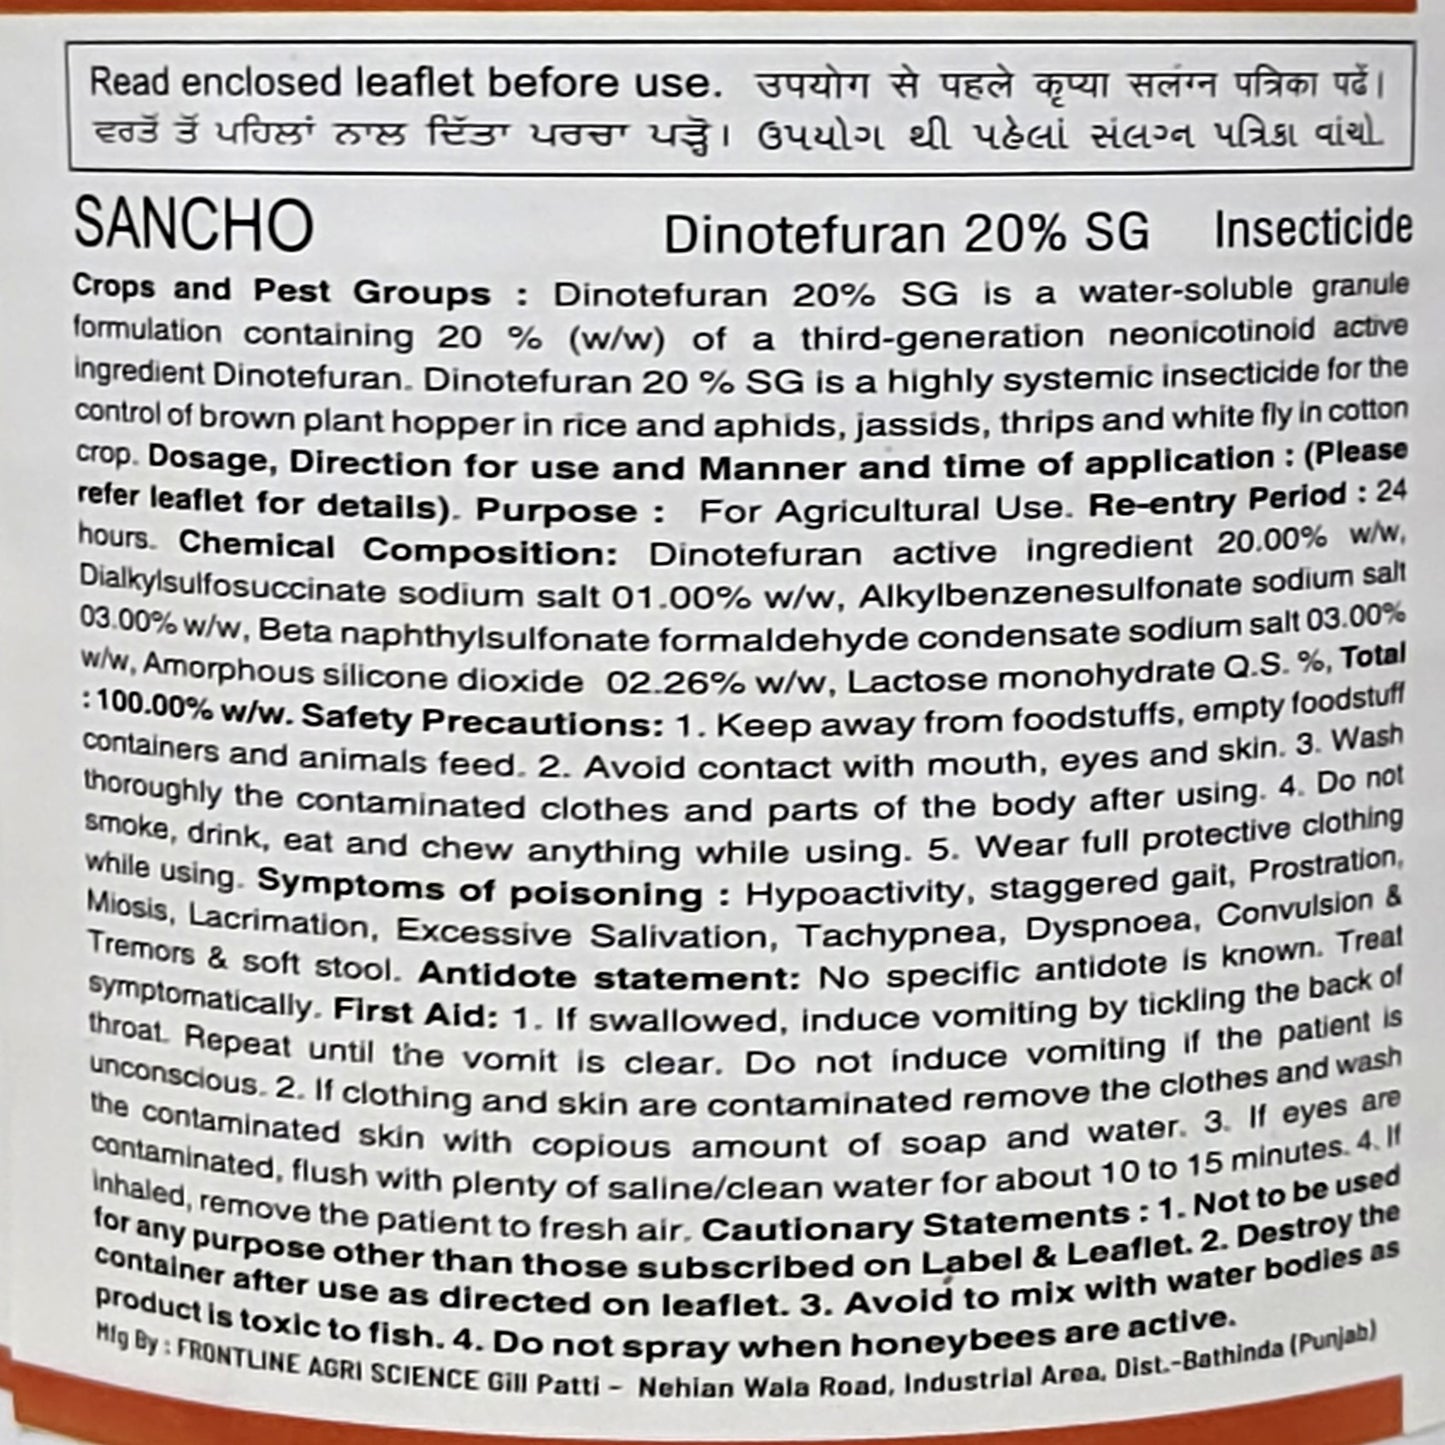 Read enclosed leaflet before use. उपयोग से पहले कृप्या सलंग्न पत्रिका पढें।
ਵਰਤੋਂ ਤੋਂ ਪਹਿਲਾਂ ਨਾਲ ਦਿੱਤਾ ਪਰਚਾ ਪੜ੍ਹੋ। ઉપયોગ થી પહેલાં સંલગ્ન પત્રિકા વાંચો.
SANCHO Dinotefuran 20% SG Insecticide
Crops and Pest Groups : Dinotefuran 20% SG is a water-soluble granule
formulation containing 20 % (w/w) of a third-generation neonicotinoid active
ingredient Dinotefuran. Dinotefuran 20 % SG is a highly systemic insecticide for the
control of brown plant hopper in rice and aphids, jassids, thrips and white fly in cotton
crop. Dosage, Direction for use and Manner and time of application : (Please
refer leaflet for details). Purpose : For Agricultural Use. Re-entry Period : 24
hours. Chemical Composition: Dinotefuran active ingredient 20.00% w/w,
Dialkylsulfosuccinate sodium salt 01.00% w/w, Alkylbenzenesulfonate sodium salt
03.00% w/w, Beta naphthylsulfonate formaldehyde condensate sodium salt 03.00%
w/w, Amorphous silicone dioxide 02.26% w/w, Lactose monohydrate Q.S. %, Total
: 100.00% w/w. Safety Precautions: 1. Keep away from foodstuffs, empty foodstuff
containers and animals feed. 2. Avoid contact with mouth, eyes and skin. 3. Wash
thoroughly the contaminated clothes and parts of the body after using. 4. Do not
smoke, drink, eat and chew anything while using. 5. Wear full protective clothing
while using. Symptoms of poisoning : Hypoactivity, staggered gait, Prostration,
Miosis, Lacrimation, Excessive Salivation, Tachypnea, Dyspnoea, Convulsion &
Tremors & soft stool. Antidote statement: No specific antidote is known. Treat
symptomatically. First Aid: 1. If swallowed, induce vomiting by tickling the back of
throat. Repeat until the vomit is clear. Do not induce vomiting if the patient is
unconscious. 2. If clothing and skin are contaminated remove the clothes and wash
the contaminated skin with copious amount of soap and water. 3. If eyes are
contaminated, flush with plenty of saline/clean water for about 10 to 15 minutes. 4. If
inhaled, remove the patient to fresh air. Cautionary Statements : 1. Not to be used
for any purpose other than those subscribed on Label & Leaflet. 2. Destroy the
container after use as directed on leaflet. 3. Avoid to mix with water bodies as
product is toxic to fish. 4. Do not spray when honeybees are active.
Mfg By : FRONTLINE AGRI SCIENCE Gill Patti – Nehian Wala Road, Industrial Area, Dist.-Bathinda (Punjab)